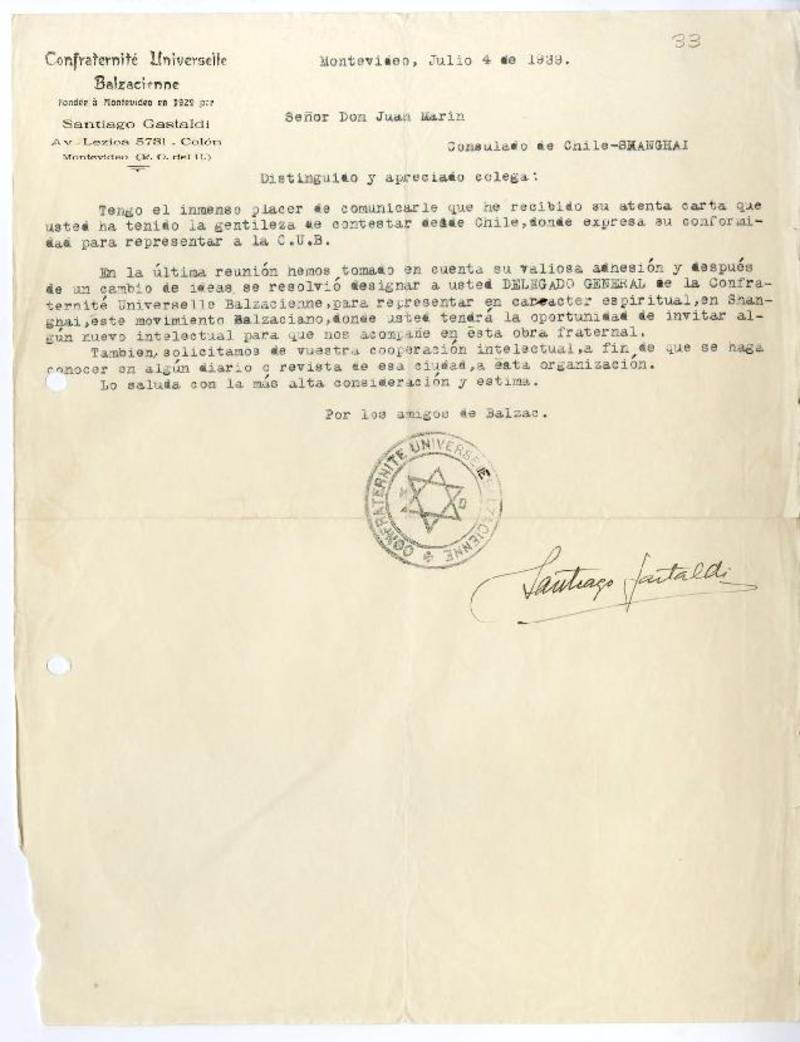 33
Confraternité Universelle
Balzacienne
Fondée à Montevideo en 1929 par
Santiago Gastaldi
Av. Lezica 5781 - Colón
Montevideo (R. O. del U.)
Montevideo, Julio 4 de 1939.
Señor Don Juan Marin
Consulado de Chile-SHANGHAI
Distinguido y apreciado colega:
Tengo el inmenso placer de comunicarle que he recibido su atenta carta que
usted ha tenido la gentileza de contestar desde Chile,donde expresa su conformi-
dad para representar a la C.U.B.
En la última reunión hemos tomado en cuenta su valiosa adhesión y después
de un cambio de ideas se resolvió designar a usted DELEGADO GENERAL de la Confra-
ternité Universelle Balzacienne,para representar en caracter espiritual,en Shan-
ghai,este movimiento Balzaciano,donde usted tendrá la oportunidad de invitar al-
gún nuevo intelectual para que nos acompañe en esta obra fraternal.
Tambien solicitamos de vuestra cooperación intelectual,a fin de que se haga
conocer en algún diario o revista de esa ciudad,a esta organización.
Lo saluda con la más alta consideración y estima.
Por los amigos de Balzac.
CONFRATERNITÉ UNIVERSELLE BALZACIENNE
Santiago Gastaldi